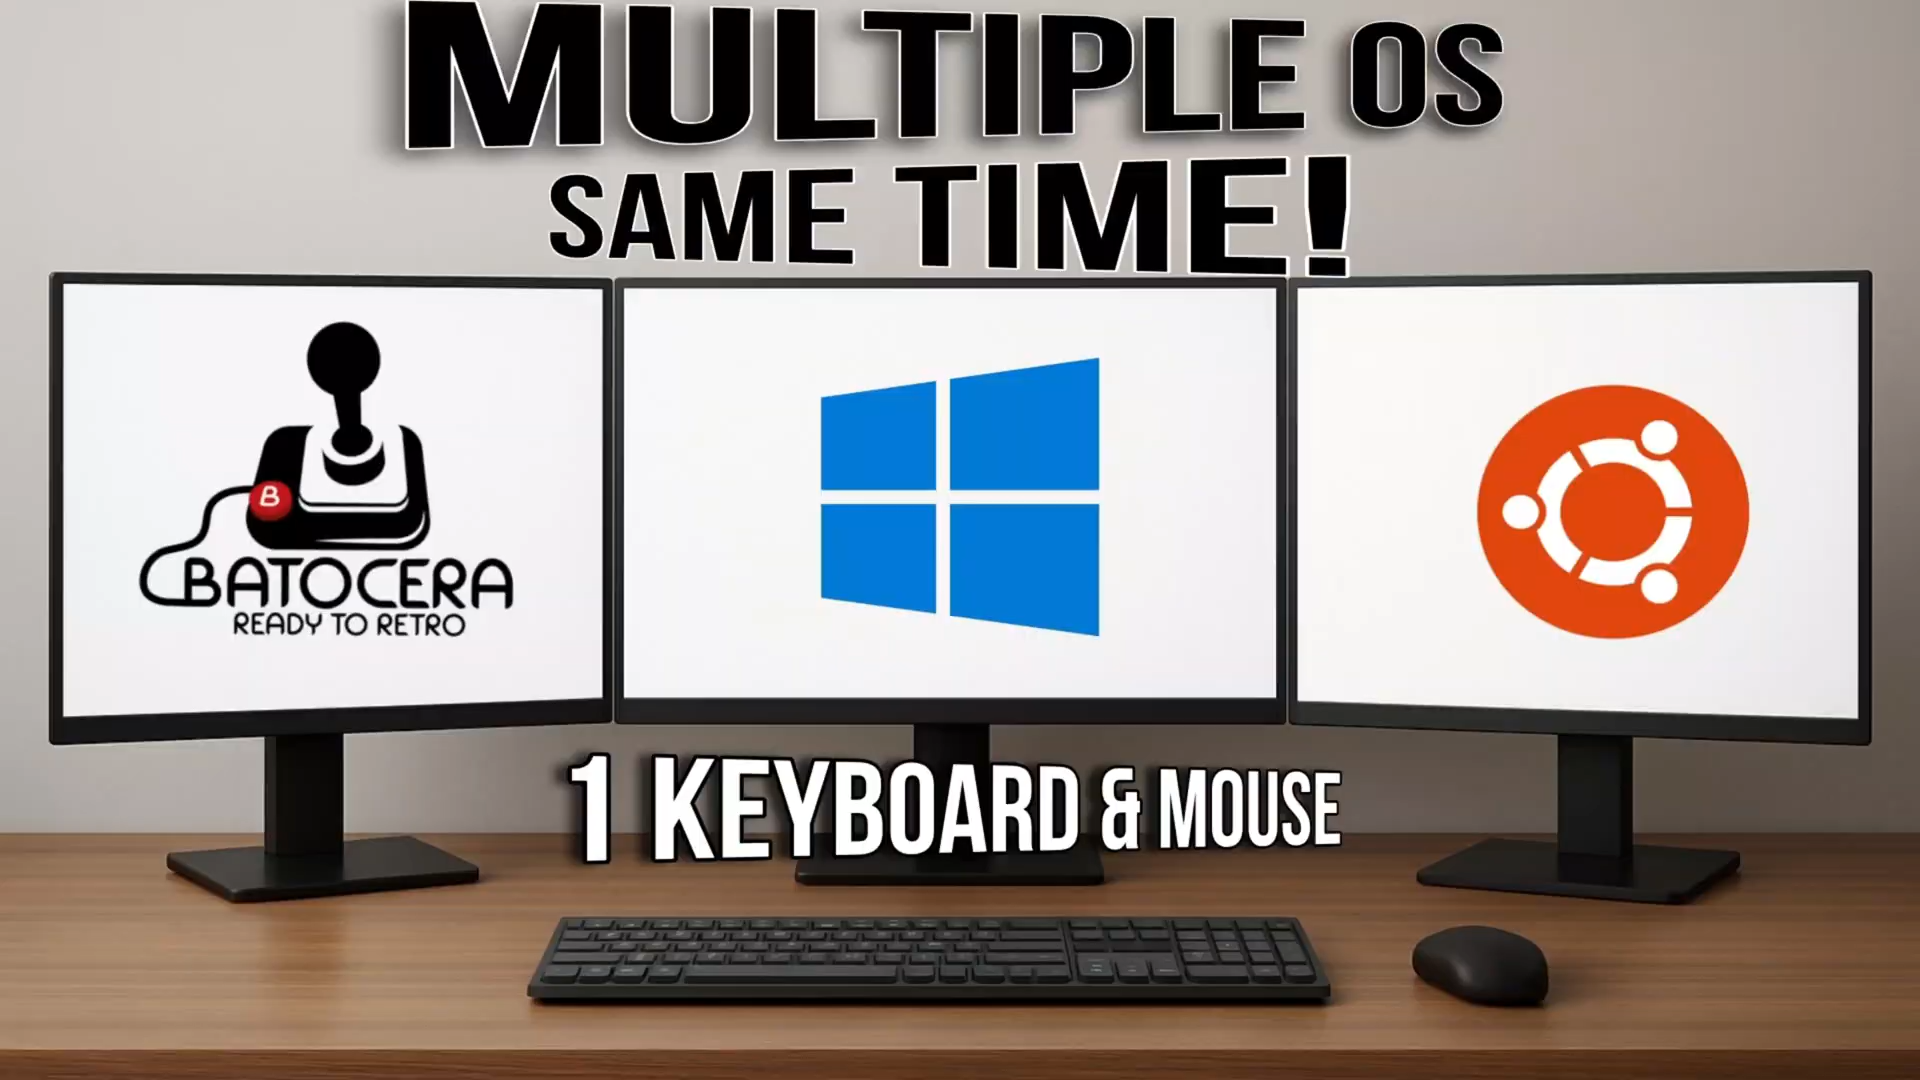 MULTIPLE OS
SAME TIME!
B
BATOCERA
READY TO RETRO
1 KEYBOARD & MOUSE